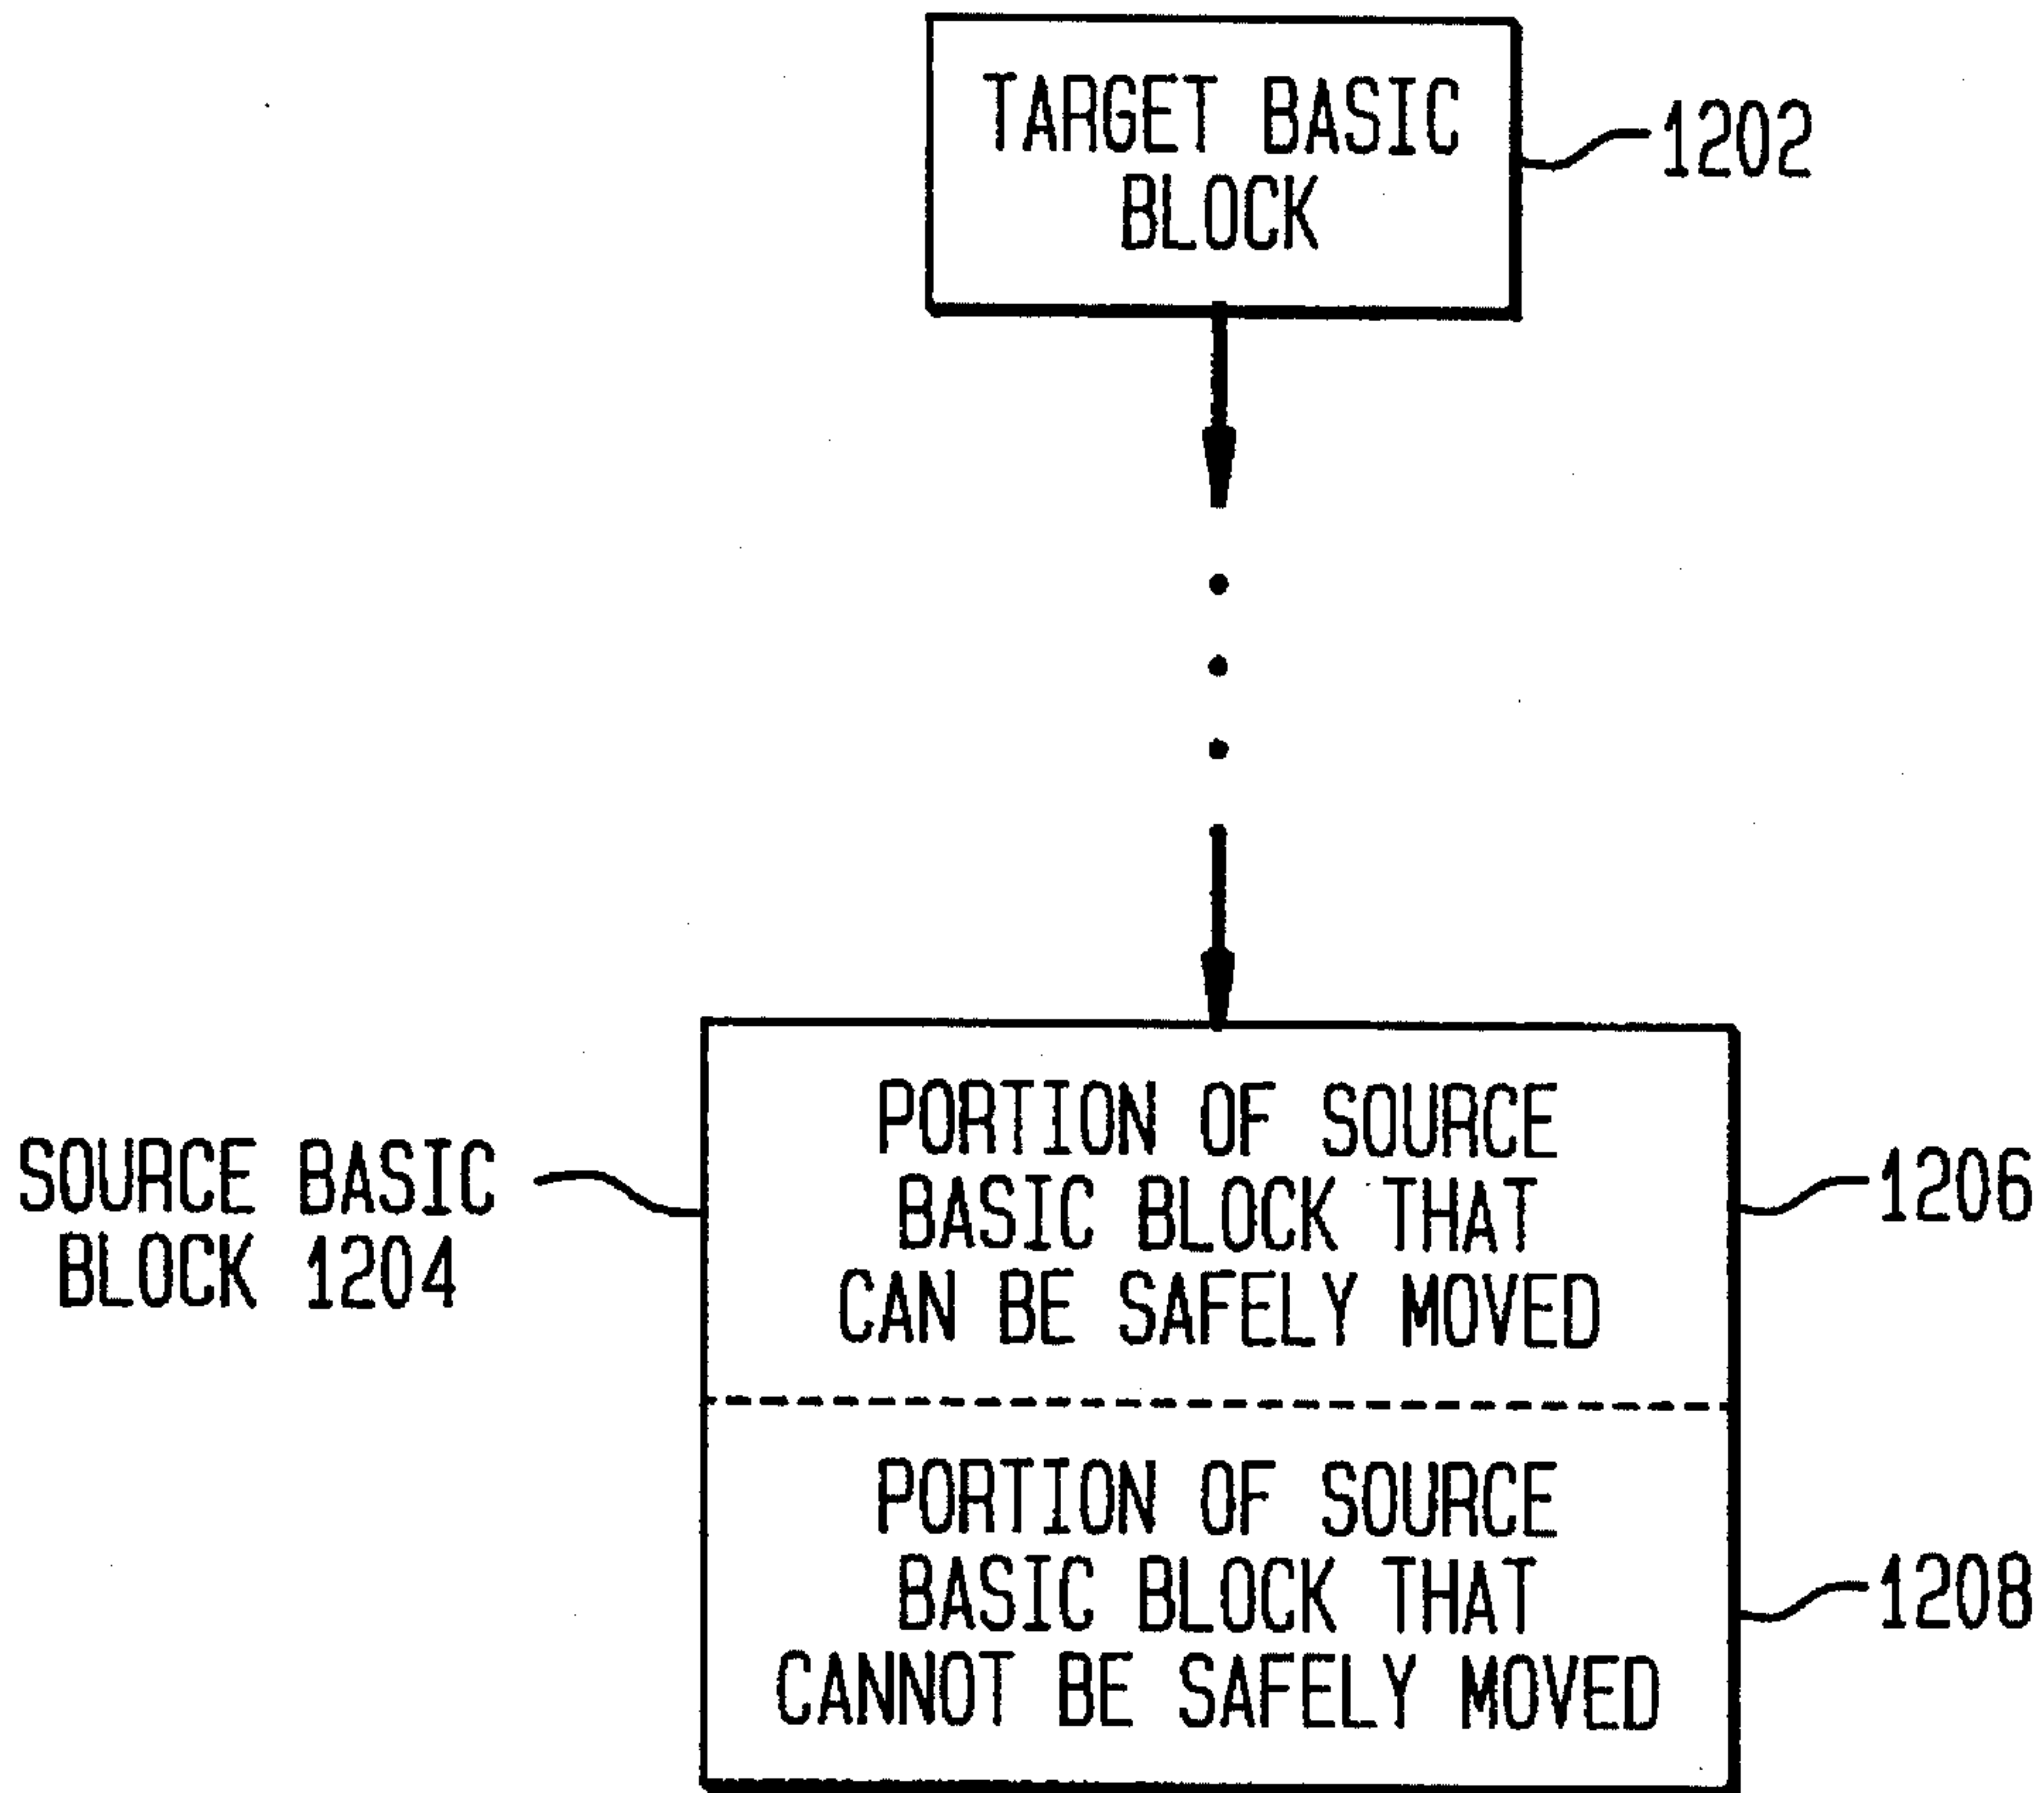 TARGET BASIC
BLOCK
1202
SOURCE BASIC
BLOCK 1204
PORTION OF SOURCE
BASIC BLOCK THAT
CAN BE SAFELY MOVED
1206
PORTION OF SOURCE
BASIC BLOCK THAT
CANNOT BE SAFELY MOVED
1208